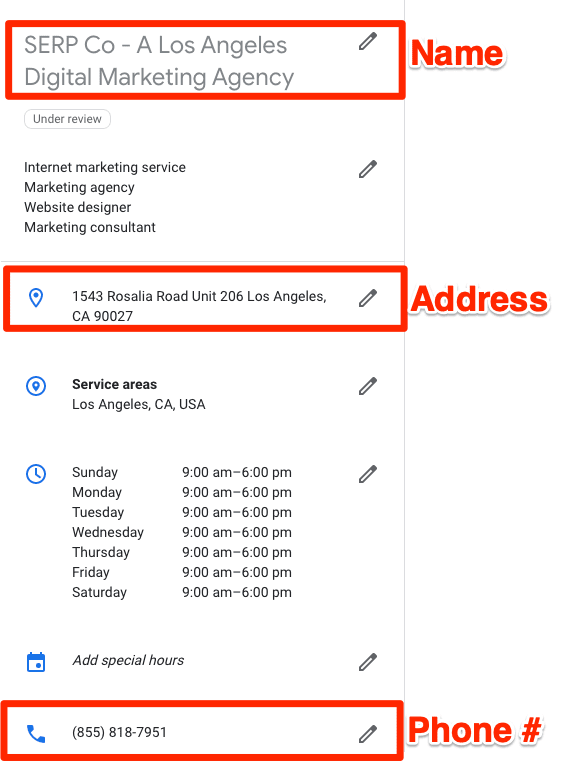 SERP Co - A Los Angeles
Digital Marketing Agency
Name
Under review
Internet marketing service
Marketing agency
Website designer
Marketing consultant
1543 Rosalia Road Unit 206 Los Angeles,
CA 90027
Address
Service areas
Los Angeles, CA, USA
Sunday 9:00 am–6:00 pm
Monday 9:00 am–6:00 pm
Tuesday 9:00 am–6:00 pm
Wednesday 9:00 am–6:00 pm
Thursday 9:00 am–6:00 pm
Friday 9:00 am–6:00 pm
Saturday 9:00 am–6:00 pm
Add special hours
(855) 818-7951
Phone #